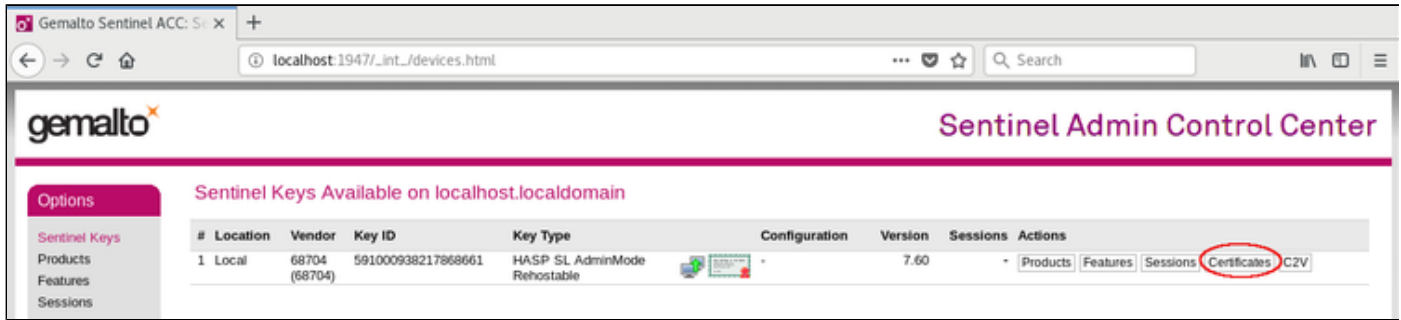 Gemalto Sentinel ACC: Se
localhost:1947/_int_/devices.html
Search
gemalto
Sentinel Admin Control Center
Options
Sentinel Keys
Products
Features
Sessions
Sentinel Keys Available on localhost.localdomain
# Location Vendor Key ID Key Type Configuration Version Sessions Actions
1 Local 68704 591000938217868661 HASP SL AdminMode - 7.60 - Products Features Sessions Certificates C2V
(68704) Rehostable